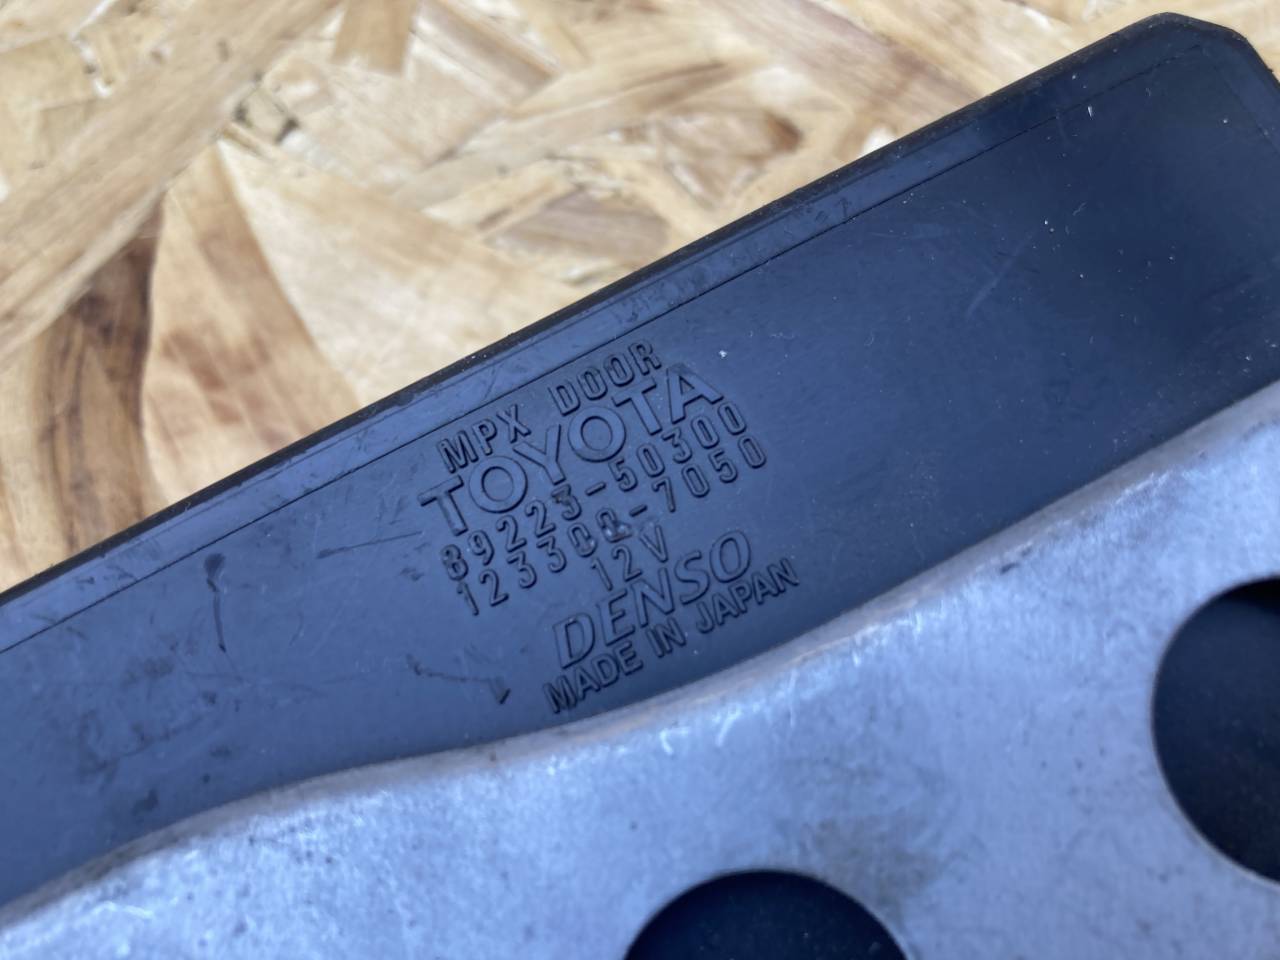 MPX DOOR
TOYOTA
89223-50300
123300-7050
12V
DENSO
MADE IN JAPAN